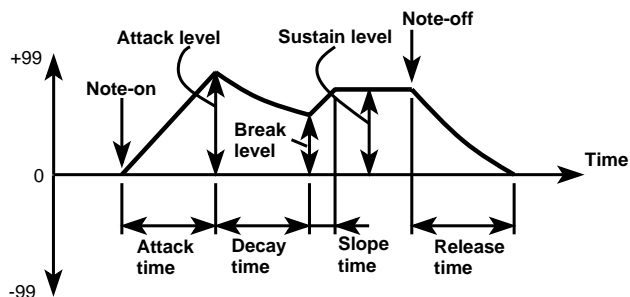 Note-off
Attack level
Sustain level
+99
Note-on
Break
level
Time
0
Attack
time
Decay
time
Slope
time
Release
time
-99